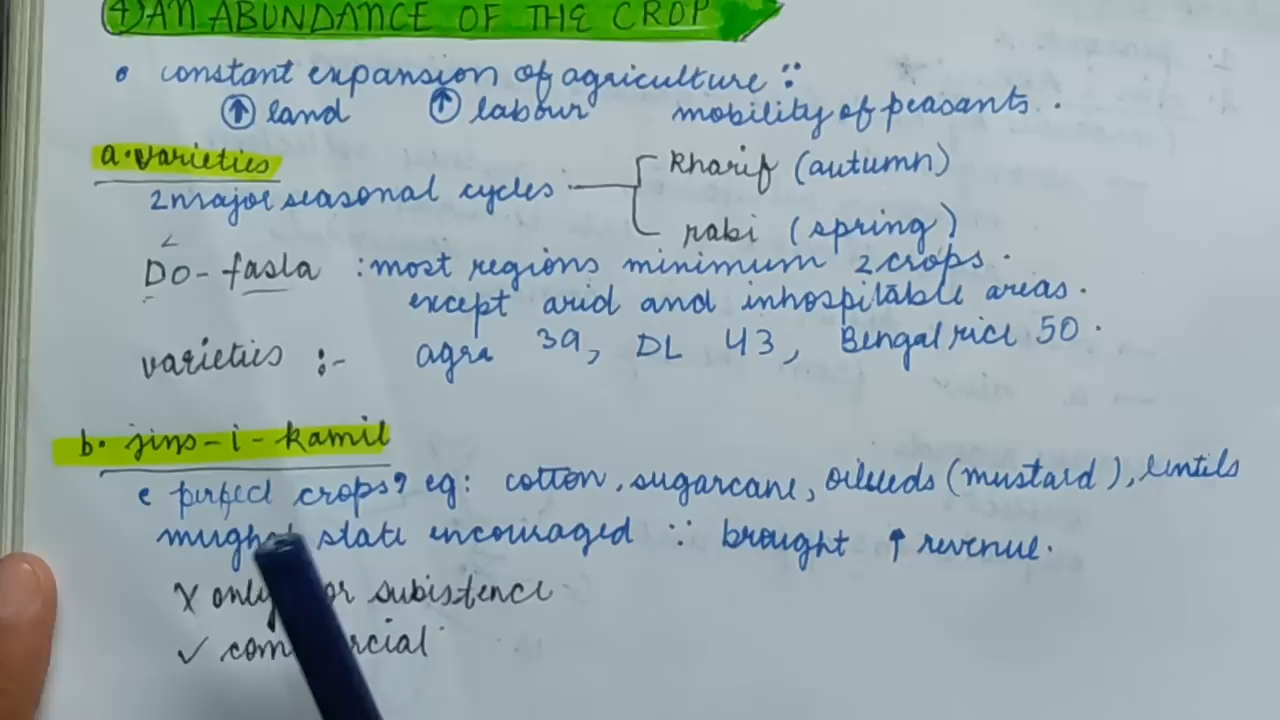 4) AN ABUNDANCE OF THE CROP
• constant expansion of agriculture ∵
↑ land ↑ labour mobility of peasants.
a. varieties
2 major seasonal cycles
kharif (autumn)
rabi (spring)
Do-fasla : most regions minimum 2 crops.
except arid and inhospitable areas.
varieties :- agra 39, DL 43, Bengal rice 50.
b. jins-i-kamil
perfect crops? eg: cotton, sugarcane, oilseeds (mustard), lentils
state encouraged ∵ brought ↑ revenue.
X only subistence
✓